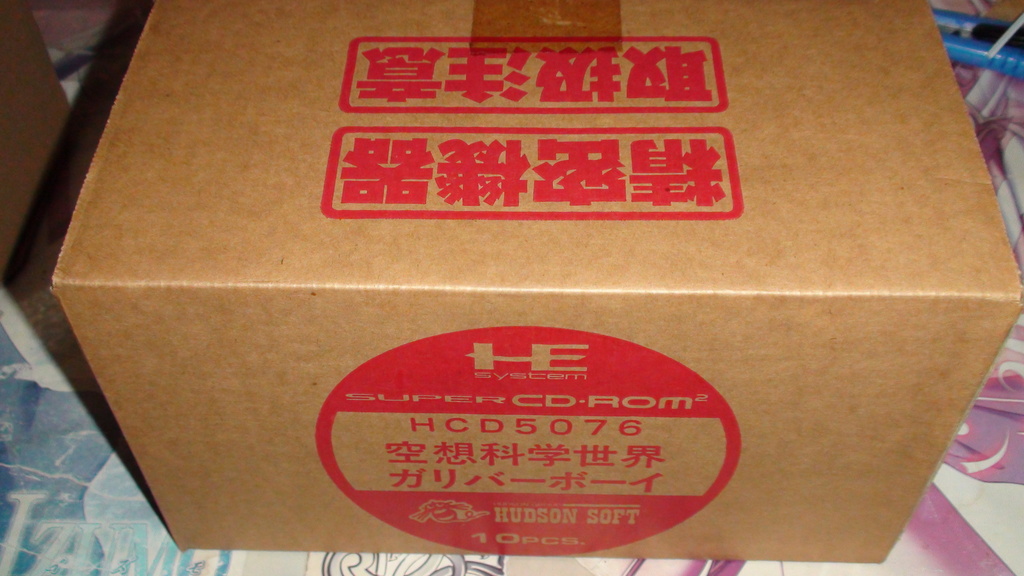 取扱注意
精密機器
HE
system
SUPER CD-ROM²
HCD5076
空想科学世界
ガリバーボーイ
HUDSON SOFT
10PCS.